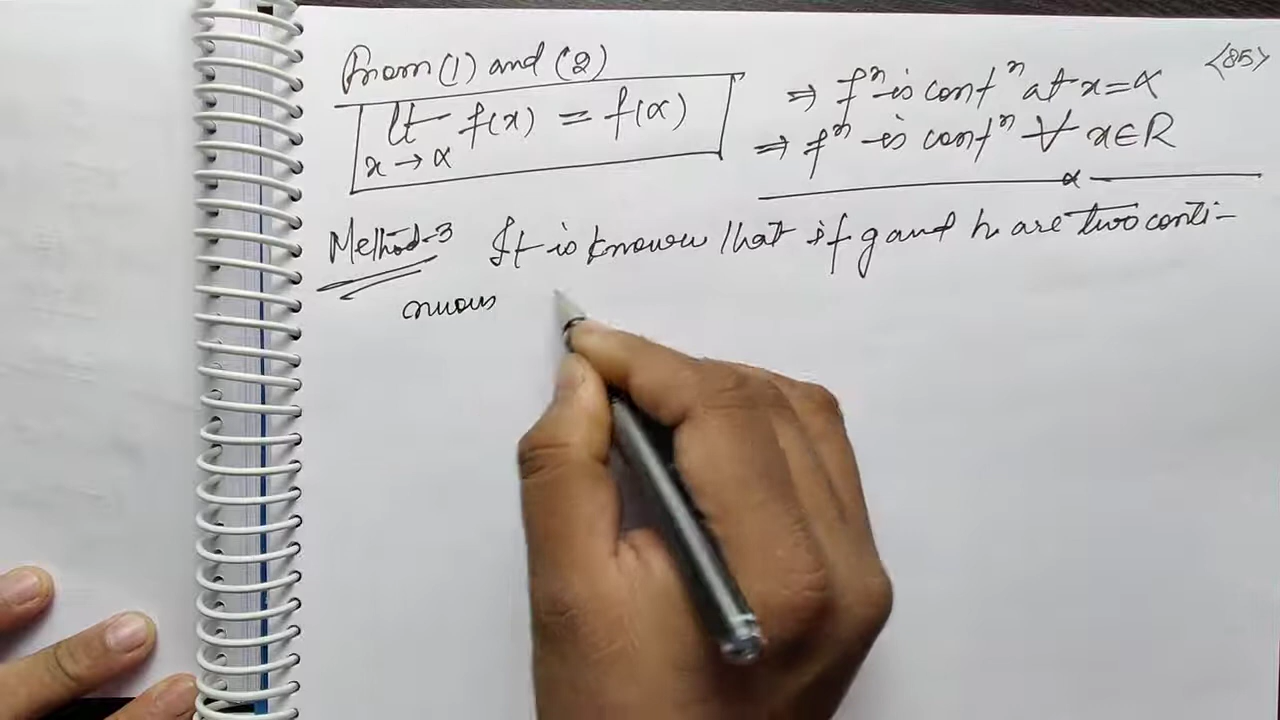 From (1) and (2)
<85>
lt f(x) = f(α)
x→α
⇒ fⁿ is contⁿ at x=α
⇒ fⁿ is contⁿ ∀ x∈R
Method-3 It is known that if g and h are two conti-
nuous